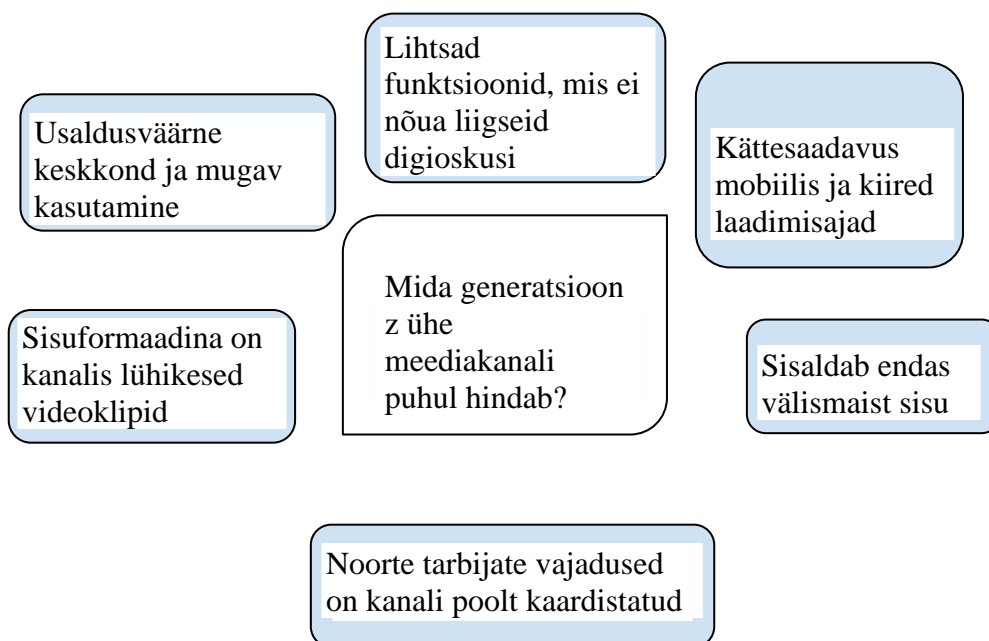 Lihtsad
funktsioonid, mis ei
nõua liigseid
digioskusi
Usaldusväärne
keskkond ja mugav
kasutamine
Kättesaadavus
mobiilis ja kiired
laadimisajad
Mida generatsioon
z ühe
meediakanali
puhul hindab?
Sisuformaadina on
kanalis lühikesed
videoklipid
Sisaldab endas
välismaist sisu
Noorte tarbijate vajadused
on kanali poolt kaardistatud